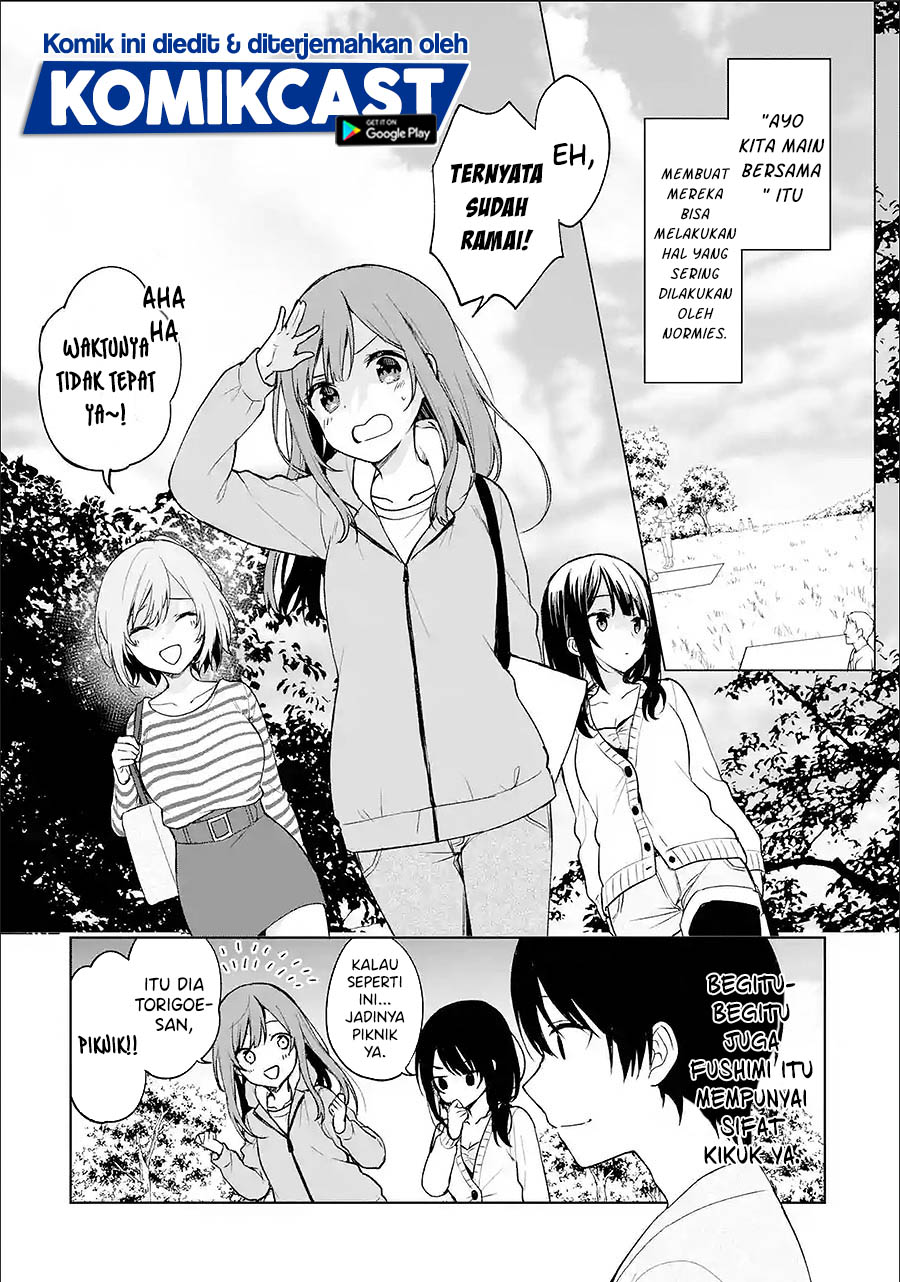 Komik ini diedit & diterjemahkan oleh
KOMIKCAST
GET IT ON
Google Play
"AYO
KITA MAIN
BERSAMA
" ITU
MEMBUAT
MEREKA
BISA
MELAKUKAN
HAL YANG
SERING
DILAKUKAN
OLEH
NORMIES.
EH,
TERNYATA
SUDAH
RAMAI!
AHA
HA
WAKTUNYA
TIDAK TEPAT
YA~!
BEGITU-
BEGITU
JUGA
FUSHIMI ITU
MEMPUNYAI
SIFAT
KIKUK YA.
KALAU
SEPERTI
INI...
JADINYA
PIKNIK
YA.
ITU DIA
TORIGOE-
SAN,
PIKNIK!!